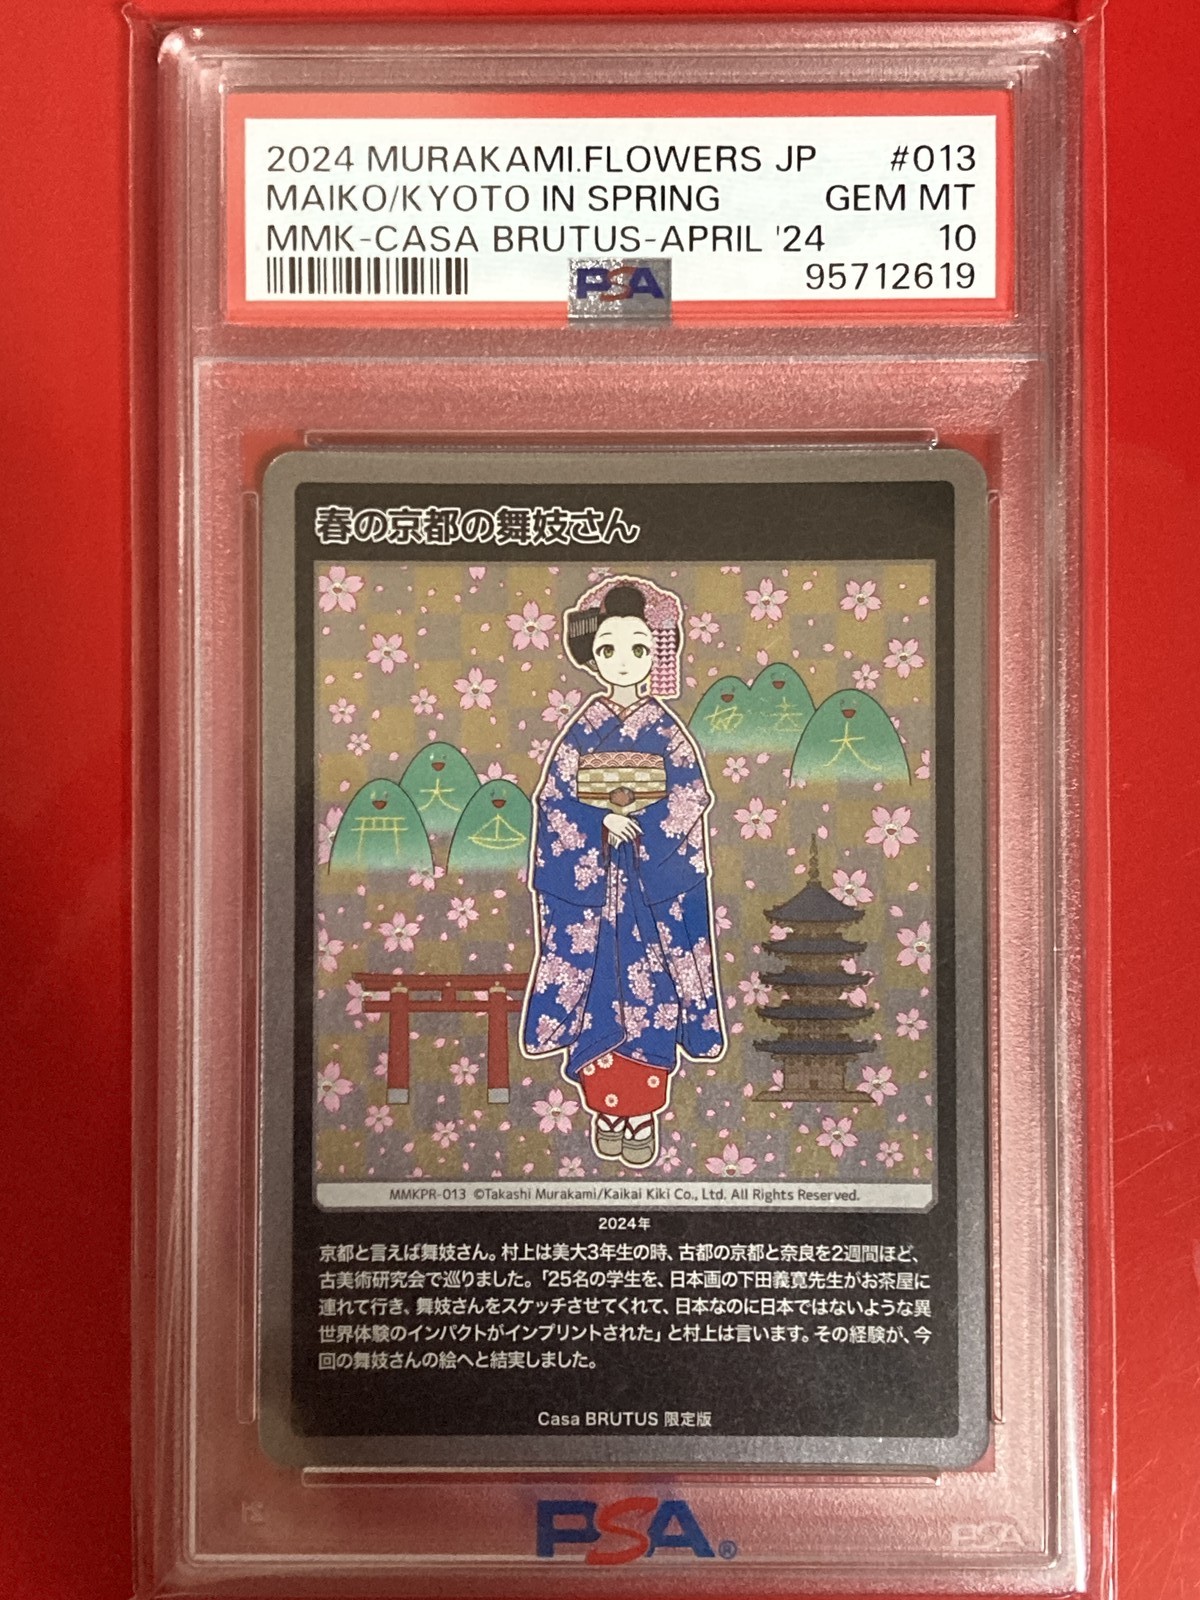 2024 MURAKAMI.FLOWERS JP #013
MAIKO/KYOTO IN SPRING GEM MT
MMK-CASA BRUTUS-APRIL '24 10
PSA 95712619
春の京都の舞妓さん
妙 法
大
大
MMKPR-013 ©Takashi Murakami/Kaikai Kiki Co., Ltd. All Rights Reserved.
2024年
京都と言えば舞妓さん。村上は美大3年生の時、古都の京都と奈良を2週間ほど、
古美術研究会で巡りました。「25名の学生を、日本画の下田義寛先生がお茶屋に
連れて行き、舞妓さんをスケッチさせてくれて、日本なのに日本ではないような異
世界体験のインパクトがインプリントされた」と村上は言います。その経験が、今
回の舞妓さんの絵へと結実しました。
Casa BRUTUS 限定版
PSA®
PSA